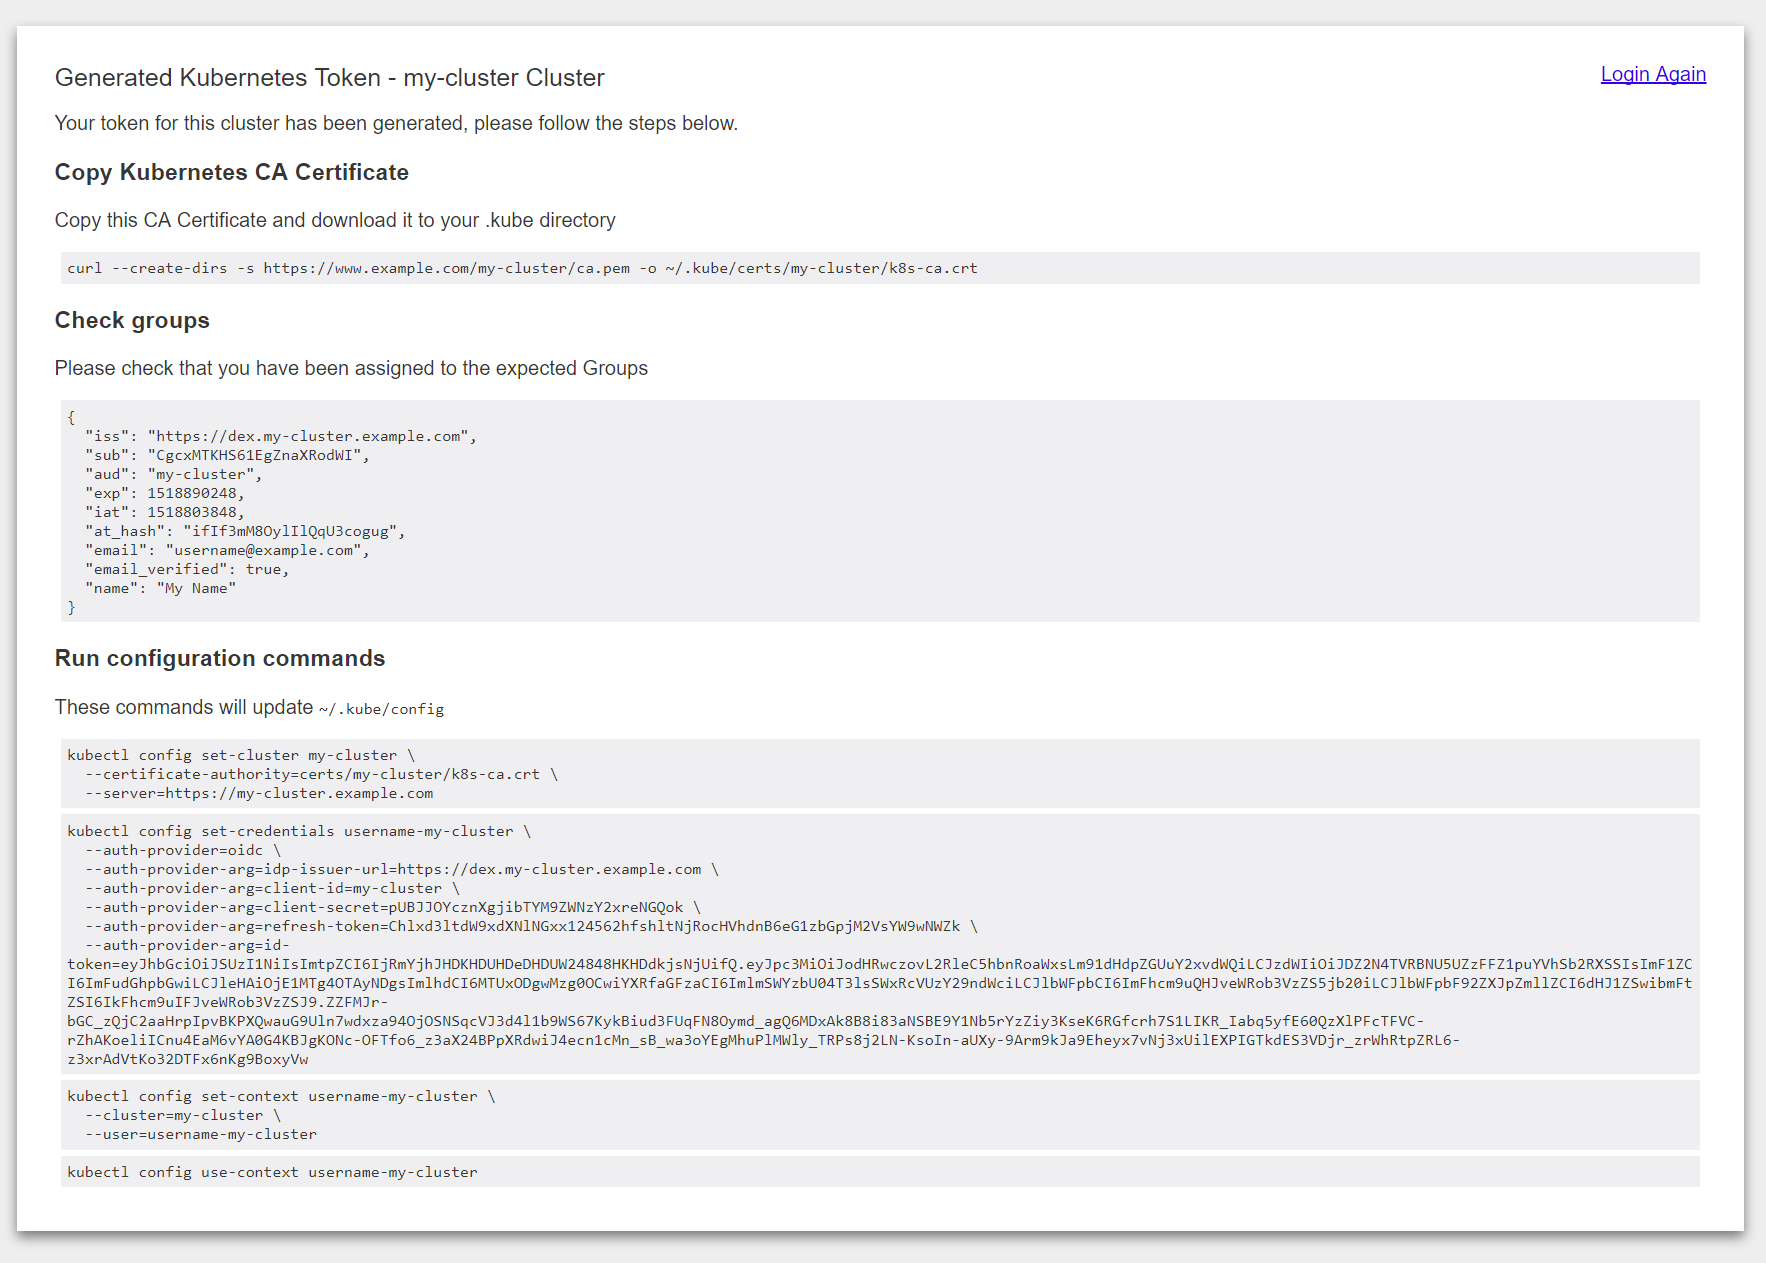 Generated Kubernetes Token - my-cluster Cluster
Login Again
Your token for this cluster has been generated, please follow the steps below.
Copy Kubernetes CA Certificate
Copy this CA Certificate and download it to your .kube directory
curl --create-dirs -s https://www.example.com/my-cluster/ca.pem -o ~/.kube/certs/my-cluster/k8s-ca.crt
Check groups
Please check that you have been assigned to the expected Groups
{
  "iss": "https://dex.my-cluster.example.com",
  "sub": "CgcxMTKHS61EgZnaXRodWI",
  "aud": "my-cluster",
  "exp": 1518890248,
  "iat": 1518803848,
  "at_hash": "ifIf3mM8OylIlQqU3cogug",
  "email": "username@example.com",
  "email_verified": true,
  "name": "My Name"
}
Run configuration commands
These commands will update ~/.kube/config
kubectl config set-cluster my-cluster \
  --certificate-authority=certs/my-cluster/k8s-ca.crt \
  --server=https://my-cluster.example.com
kubectl config set-credentials username-my-cluster \
  --auth-provider=oidc \
  --auth-provider-arg=idp-issuer-url=https://dex.my-cluster.example.com \
  --auth-provider-arg=client-id=my-cluster \
  --auth-provider-arg=client-secret=pUBJJOYcznXgjibTYM9ZWNzY2xreNGQok \
  --auth-provider-arg=refresh-token=Chlxd3ltdW9xdXNlNGxx124562hfshltNjRocHVhdnB6eG1zbGpjM2VsYW9wNWZk \
  --auth-provider-arg=id-
token=eyJhbGciOiJSUzI1NiIsImtpZCI6IjRmYjhJHDKHDUHDeDHDUW24848HKHDdkjsNjUifQ.eyJpc3MiOiJodHRwczovL2RleC5hbnRoaWxsLm91dHdpZGUuY2xvdWQiLCJzdWIiOiJDZ2N4TVRBNU5UZzFFZ1puYVhSb2RXSSIsImF1ZC
I6ImFudGhpbGwiLCJleHAiOjE1MTg4OTAyNDgsImlhdCI6MTUxODgwMzg0OCwiYXRfaGFzaCI6ImlmSWYzbU04T3lsSWxRcVUzY29ndWciLCJlbWFpbCI6ImFhcm9uQHJveWRob3VzZS5jb20iLCJlbWFpbF92ZXJpZmllZCI6dHJ1ZSwibmFt
ZSI6IkFhcm9uIFJveWRob3VzZSJ9.ZZFMJr-
bGC_zQjC2aaHrpIpvBKPXQwauG9Uln7wdxza94OjOSNSqcVJ3d4l1b9WS67KykBiud3FUqFN8Oymd_agQ6MDxAk8B8i83aNSBE9Y1Nb5rYzZiy3KseK6RGfcrh7S1LIKR_Iabq5yfE60QzXlPFcTFVC-
rZhAKoeliICnu4EaM6vYA0G4KBJgKONc-OFTfo6_z3aX24BPpXRdwiJ4ecn1cMn_sB_wa3oYEgMhuPlMWly_TRPs8j2LN-KsoIn-aUXy-9Arm9kJa9Eheyx7vNj3xUilEXPIGTkdES3VDjr_zrWhRtpZRL6-
z3xrAdVtKo32DTFx6nKg9BoxyVw
kubectl config set-context username-my-cluster \
  --cluster=my-cluster \
  --user=username-my-cluster
kubectl config use-context username-my-cluster